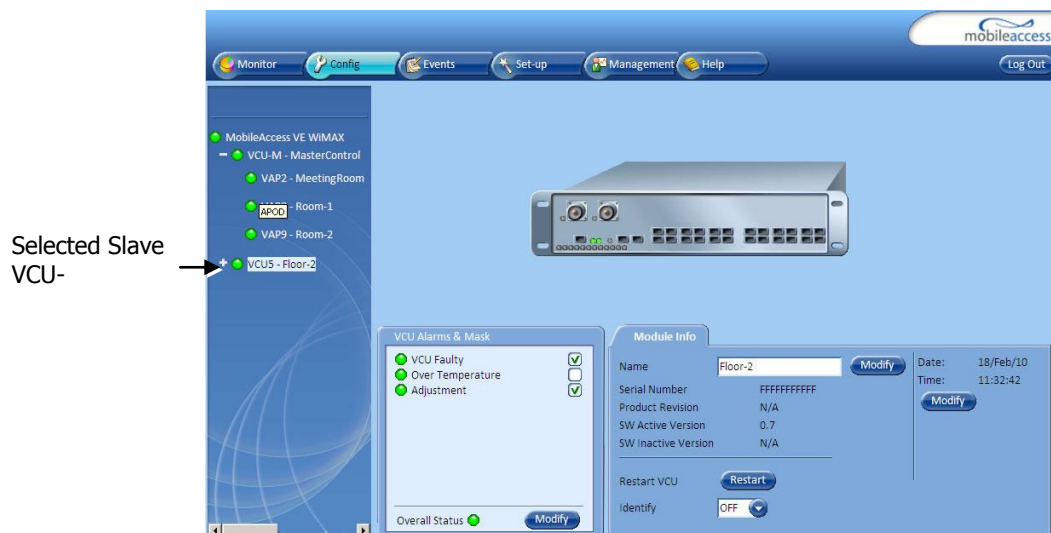 mobileaccess
Monitor
Config
Events
Set-up
Management
Help
Log Out
MobileAccess VE WiMAX
VCU-M - MasterControl
VAP2 - MeetingRoom
- Room-1
APOD
VAP9 - Room-2
Selected Slave
VCU-
VCU5 - Floor-2
VCU Alarms & Mask
VCU Faulty
Over Temperature
Adjustment
Overall Status
Modify
Module Info
Name Floor-2 Modify
Serial Number FFFFFFFFFFF
Product Revision N/A
SW Active Version 0.7
SW Inactive Version N/A
Restart VCU Restart
Identify OFF
Date: 18/Feb/10
Time: 11:32:42
Modify